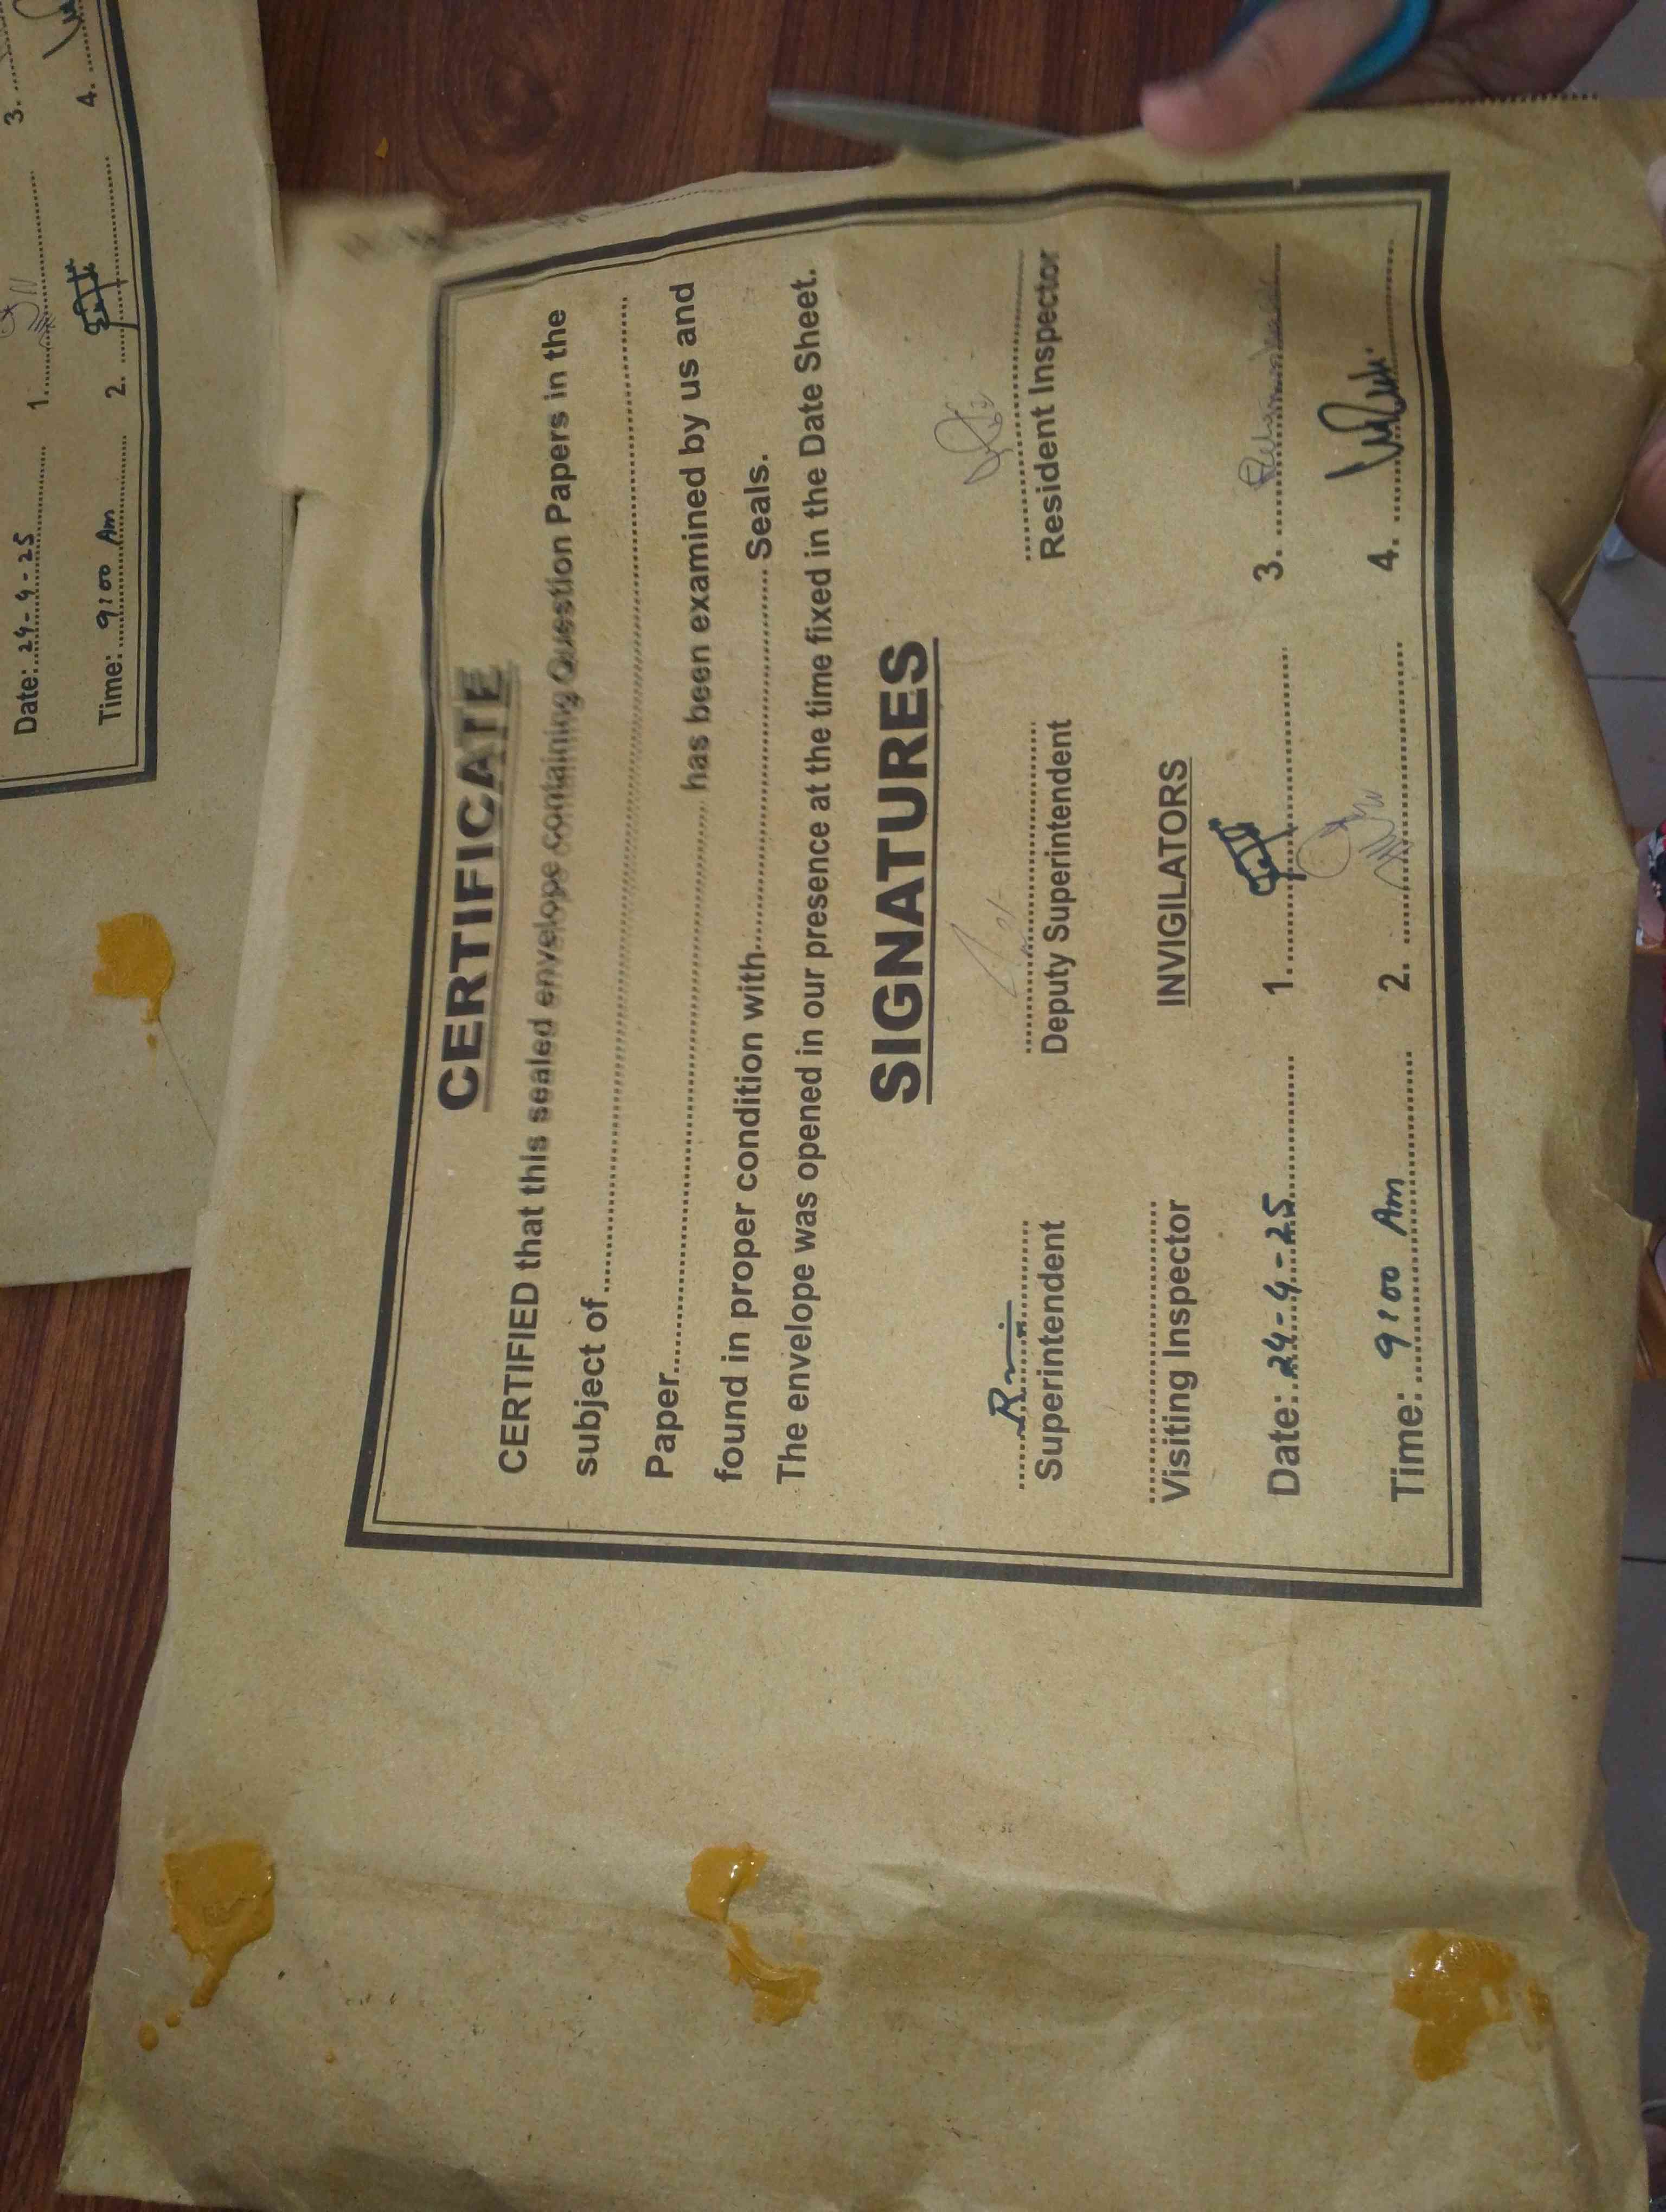 CERTIFICATE
CERTIFIED that this sealed envelope containing Question Papers in the
subject of
Paper has been examined by us and
found in proper condition with Seals.
The envelope was opened in our presence at the time fixed in the Date Sheet.
SIGNATURES
Superintendent Deputy Superintendent Resident Inspector
Visiting Inspector INVIGILATORS
Date: 24-4-25 1. 3.
Time: 9:00 Am 2. 4.
Date: 24-4-25 1. 3.
Time: 9:00 Am 2. 4.